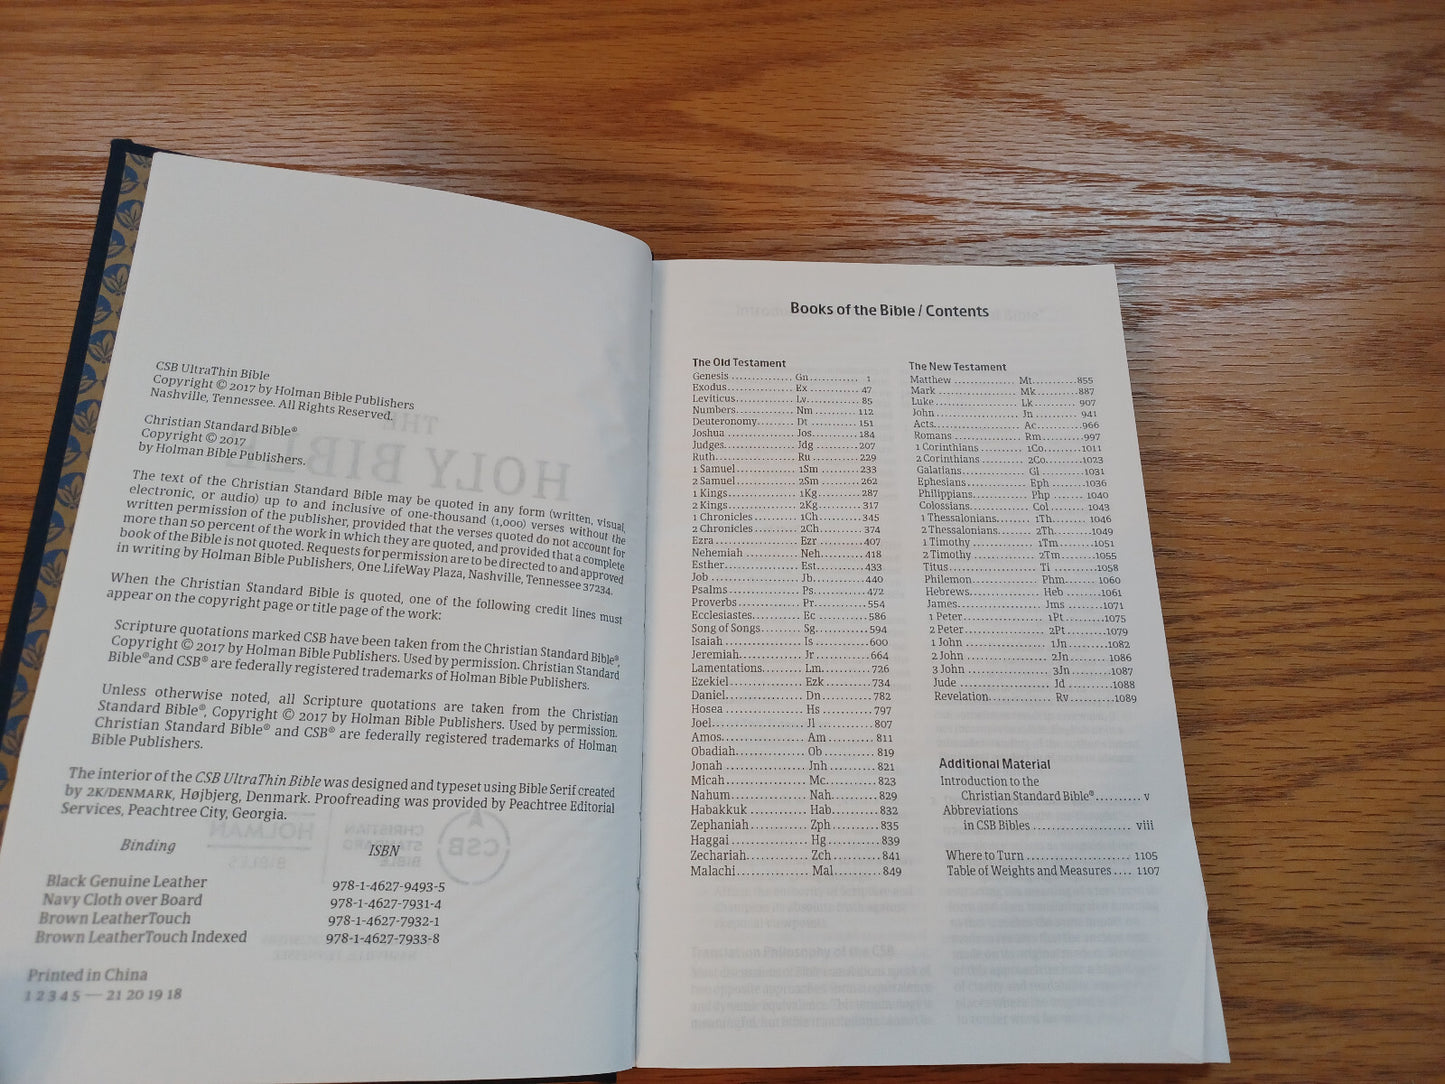 CSB UltraThin Bible
Copyright © 2017 by Holman Bible Publishers
Nashville, Tennessee. All Rights Reserved.
Christian Standard Bible®
Copyright © 2017
by Holman Bible Publishers.
The text of the Christian Standard Bible may be quoted in any form (written, visual,
electronic, or audio) up to and inclusive of one-thousand (1,000) verses without the
written permission of the publisher, provided that the verses quoted do not account for
more than 50 percent of the work in which they are quoted, and provided that a complete
book of the Bible is not quoted. Requests for permission are to be directed to and approved
in writing by Holman Bible Publishers, One LifeWay Plaza, Nashville, Tennessee 37234.
When the Christian Standard Bible is quoted, one of the following credit lines must
appear on the copyright page or title page of the work:
Scripture quotations marked CSB have been taken from the Christian Standard Bible®,
Copyright © 2017 by Holman Bible Publishers. Used by permission. Christian Standard
Bible® and CSB® are federally registered trademarks of Holman Bible Publishers.
Unless otherwise noted, all Scripture quotations are taken from the Christian
Standard Bible®, Copyright © 2017 by Holman Bible Publishers. Used by permission.
Christian Standard Bible® and CSB® are federally registered trademarks of Holman
Bible Publishers.
The interior of the CSB UltraThin Bible was designed and typeset using Bible Serif created
by 2K/DENMARK, Højbjerg, Denmark. Proofreading was provided by Peachtree Editorial
Services, Peachtree City, Georgia.
Binding ISBN
Black Genuine Leather 978-1-4627-9493-5
Navy Cloth over Board 978-1-4627-7931-4
Brown LeatherTouch 978-1-4627-7932-1
Brown LeatherTouch Indexed 978-1-4627-7933-8
Printed in China
1 2 3 4 5 — 21 20 19 18
Books of the Bible / Contents
The Old Testament
Genesis .............. Gn............ 1
Exodus.............. Ex ............ 47
Leviticus............ Lv............ 85
Numbers............ Nm .......... 112
Deuteronomy....... Dt ........... 151
Joshua .............. Jos........... 184
Judges.............. Jdg .......... 207
Ruth................ Ru ........... 229
1 Samuel............ 1Sm ......... 233
2 Samuel............ 2Sm ......... 262
1 Kings.............. 1Kg.......... 287
2 Kings.............. 2Kg.......... 317
1 Chronicles ........ 1Ch.......... 345
2 Chronicles ........ 2Ch.......... 374
Ezra ................ Ezr .......... 407
Nehemiah .......... Neh.......... 418
Esther............... Est........... 433
Job ................. Jb............ 440
Psalms .............. Ps............ 472
Proverbs ............ Pr............ 554
Ecclesiastes......... Ec ........... 586
Song of Songs....... Sg............ 594
Isaiah ............... Is ............ 600
Jeremiah............. Jr ............ 664
Lamentations........ Lm........... 726
Ezekiel .............. Ezk .......... 734
Daniel............... Dn ........... 782
Hosea ............... Hs ........... 797
Joel................. Jl ............ 807
Amos................ Am .......... 811
Obadiah............. Ob ........... 819
Jonah ............... Jnh .......... 821
Micah ............... Mc........... 823
Nahum .............. Nah.......... 829
Habakkuk ........... Hab.......... 832
Zephaniah ........... Zph .......... 835
Haggai .............. Hg ........... 839
Zechariah............ Zch .......... 841
Malachi.............. Mal .......... 849
The New Testament
Matthew ............ Mt...........855
Mark ............... Mk ..........887
Luke................ Lk ..........907
John ................ Jn ..........941
Acts................. Ac..........966
Romans ............. Rm.........997
1 Corinthians ........ 1Co........1011
2 Corinthians ........ 2Co........1023
Galatians............ Gl .........1031
Ephesians ........... Eph ........1036
Philippians........... Php ........1040
Colossians........... Col ........1043
1 Thessalonians...... 1Th.........1046
2 Thessalonians...... 2Th.........1049
1 Timothy ........... 1Tm........1051
2 Timothy ........... 2Tm........1055
Titus................ Ti ..........1058
Philemon............ Phm........1060
Hebrews............. Heb ........1061
James............... Jms ........1071
1 Peter.............. 1Pt..........1075
2 Peter.............. 2Pt..........1079
1 John .............. 1Jn .........1082
2 John .............. 2Jn.........1086
3 John .............. 3Jn.........1087
Jude ................ Jd ..........1088
Revelation........... Rv..........1089
Additional Material
Introduction to the
Christian Standard Bible®.......... v
Abbreviations
in CSB Bibles ...................... viii
Where to Turn ........................ 1105
Table of Weights and Measures .... 1107